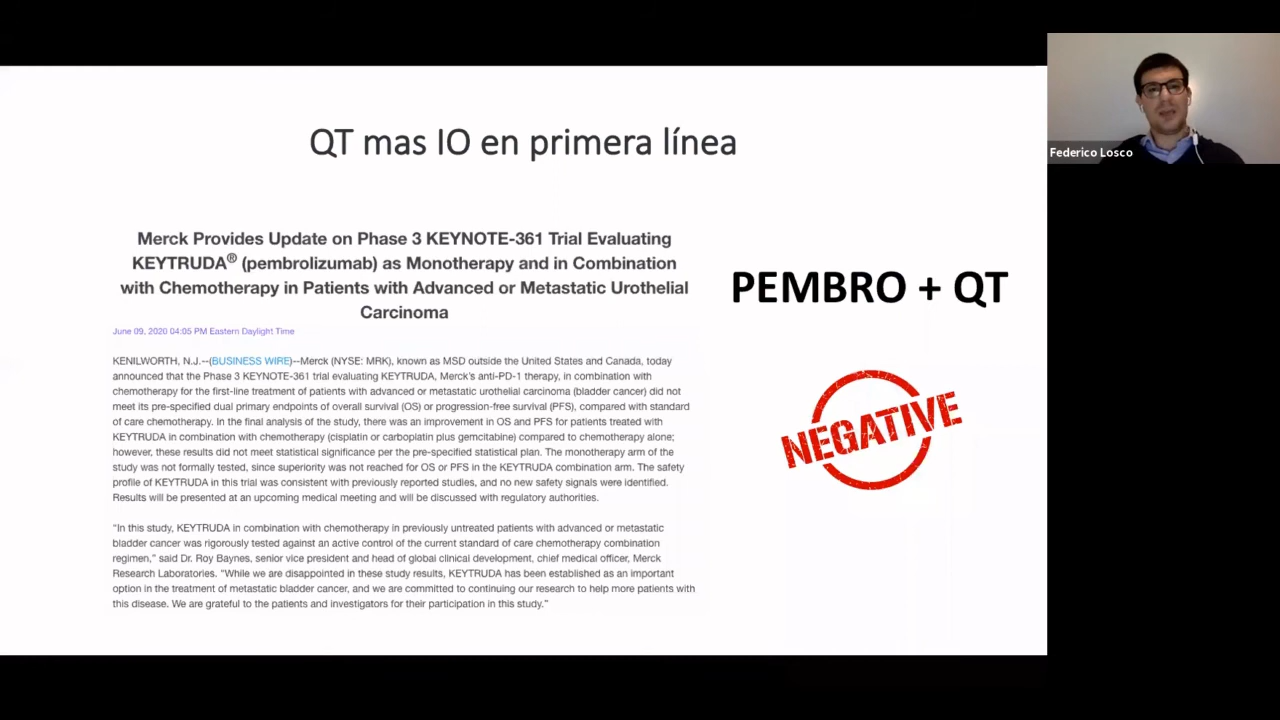 QT mas IO en primera línea
Merck Provides Update on Phase 3 KEYNOTE-361 Trial Evaluating
KEYTRUDA® (pembrolizumab) as Monotherapy and in Combination
with Chemotherapy in Patients with Advanced or Metastatic Urothelial
Carcinoma
June 09, 2020 04:05 PM Eastern Daylight Time
KENILWORTH, N.J.--(BUSINESS WIRE)--Merck (NYSE: MRK), known as MSD outside the United States and Canada, today
announced that the Phase 3 KEYNOTE-361 trial evaluating KEYTRUDA, Merck's anti-PD-1 therapy, in combination with
chemotherapy for the first-line treatment of patients with advanced or metastatic urothelial carcinoma (bladder cancer) did not
meet its pre-specified dual primary endpoints of overall survival (OS) or progression-free survival (PFS), compared with standard
of care chemotherapy. In the final analysis of the study, there was an improvement in OS and PFS for patients treated with
KEYTRUDA in combination with chemotherapy (cisplatin or carboplatin plus gemcitabine) compared to chemotherapy alone;
however, these results did not meet statistical significance per the pre-specified statistical plan. The monotherapy arm of the
study was not formally tested, since superiority was not reached for OS or PFS in the KEYTRUDA combination arm. The safety
profile of KEYTRUDA in this trial was consistent with previously reported studies, and no new safety signals were identified.
Results will be presented at an upcoming medical meeting and will be discussed with regulatory authorities.
“In this study, KEYTRUDA in combination with chemotherapy in previously untreated patients with advanced or metastatic
bladder cancer was rigorously tested against an active control of the current standard of care chemotherapy combination
regimen,” said Dr. Roy Baynes, senior vice president and head of global clinical development, chief medical officer, Merck
Research Laboratories. “While we are disappointed in these study results, KEYTRUDA has been established as an important
option in the treatment of metastatic bladder cancer, and we are committed to continuing our research to help more patients with
this disease. We are grateful to the patients and investigators for their participation in this study.”
PEMBRO + QT
NEGATIVE
Federico Losco